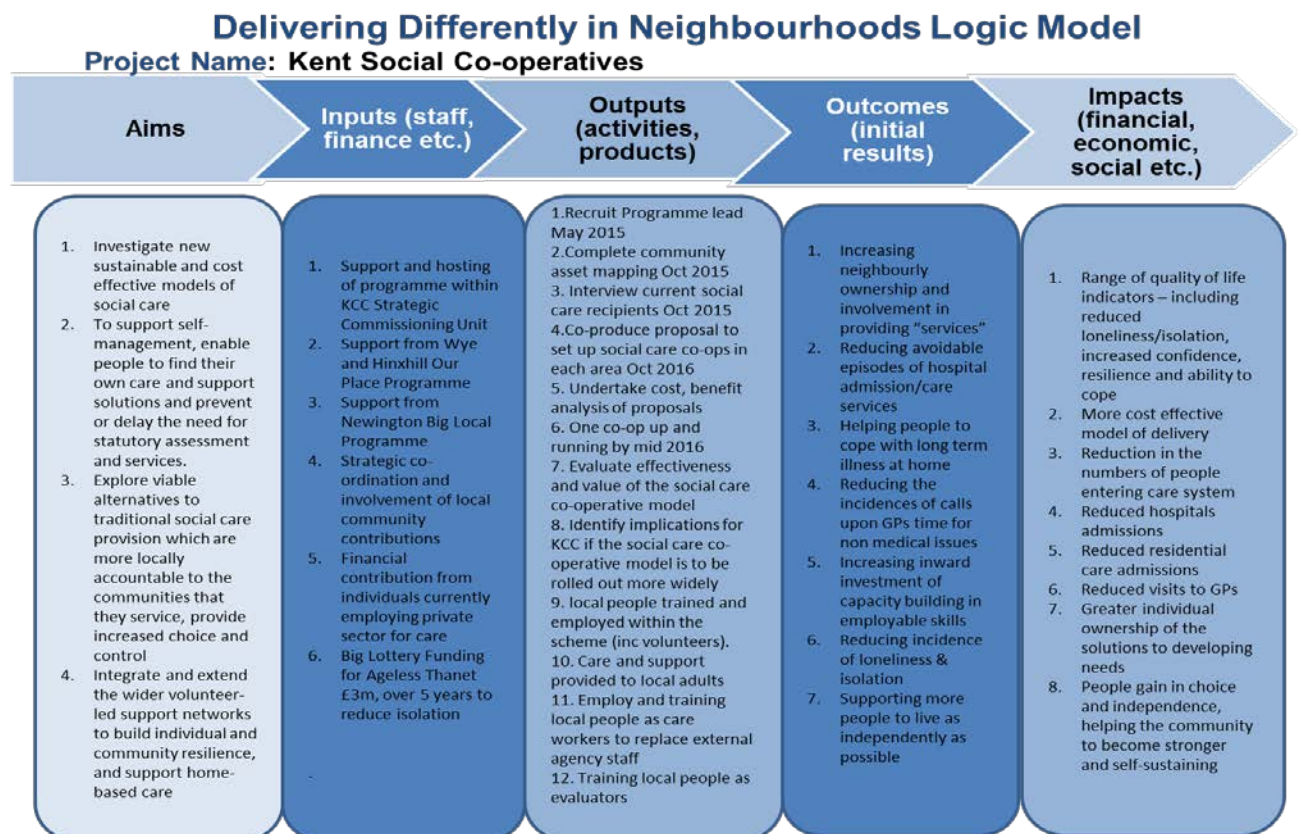 Delivering Differently in Neighbourhoods Logic Model
Project Name: Kent Social Co-operatives
Aims
Inputs (staff,
finance etc.)
Outputs
(activities,
products)
Outcomes
(initial
results)
Impacts
(financial,
economic,
social etc.)
1. Investigate new
sustainable and cost
effective models of
social care
2. To support self-
management, enable
people to find their
own care and support
solutions and prevent
or delay the need for
statutory assessment
and services.
3. Explore viable
alternatives to
traditional social care
provision which are
more locally
accountable to the
communities that
they service, provide
increased choice and
control
4. Integrate and extend
the wider volunteer-
led support networks
to build individual and
community resilience,
and support home-
based care
1. Support and hosting
of programme within
KCC Strategic
Commissioning Unit
2. Support from Wye
and Hinxhill Our
Place Programme
3. Support from
Newington Big Local
Programme
4. Strategic co-
ordination and
involvement of local
community
contributions
5. Financial
contribution from
individuals currently
employing private
sector for care
6. Big Lottery Funding
for Ageless Thanet
£3m, over 5 years to
reduce isolation
.
1.Recruit Programme lead
May 2015
2.Complete community
asset mapping Oct 2015
3. Interview current social
care recipients Oct 2015
4.Co-produce proposal to
set up social care co-ops in
each area Oct 2016
5. Undertake cost, benefit
analysis of proposals
6. One co-op up and
running by mid 2016
7. Evaluate effectiveness
and value of the social care
co-operative model
8. Identify implications for
KCC if the social care co-
operative model is to be
rolled out more widely
9. local people trained and
employed within the
scheme (inc volunteers).
10. Care and support
provided to local adults
11. Employ and training
local people as care
workers to replace external
agency staff
12. Training local people as
evaluators
1. Increasing
neighbourly
ownership and
involvement in
providing “services”
2. Reducing avoidable
episodes of hospital
admission/care
services
3. Helping people to
cope with long term
illness at home
4. Reducing the
incidences of calls
upon GPs time for
non medical issues
5. Increasing inward
investment of
capacity building in
employable skills
6. Reducing incidence
of loneliness &
isolation
7. Supporting more
people to live as
independently as
possible
1. Range of quality of life
indicators – including
reduced
loneliness/isolation,
increased confidence,
resilience and ability to
cope
2. More cost effective
model of delivery
3. Reduction in the
numbers of people
entering care system
4. Reduced hospitals
admissions
5. Reduced residential
care admissions
6. Reduced visits to GPs
7. Greater individual
ownership of the
solutions to developing
needs
8. People gain in choice
and independence,
helping the community
to become stronger
and self-sustaining